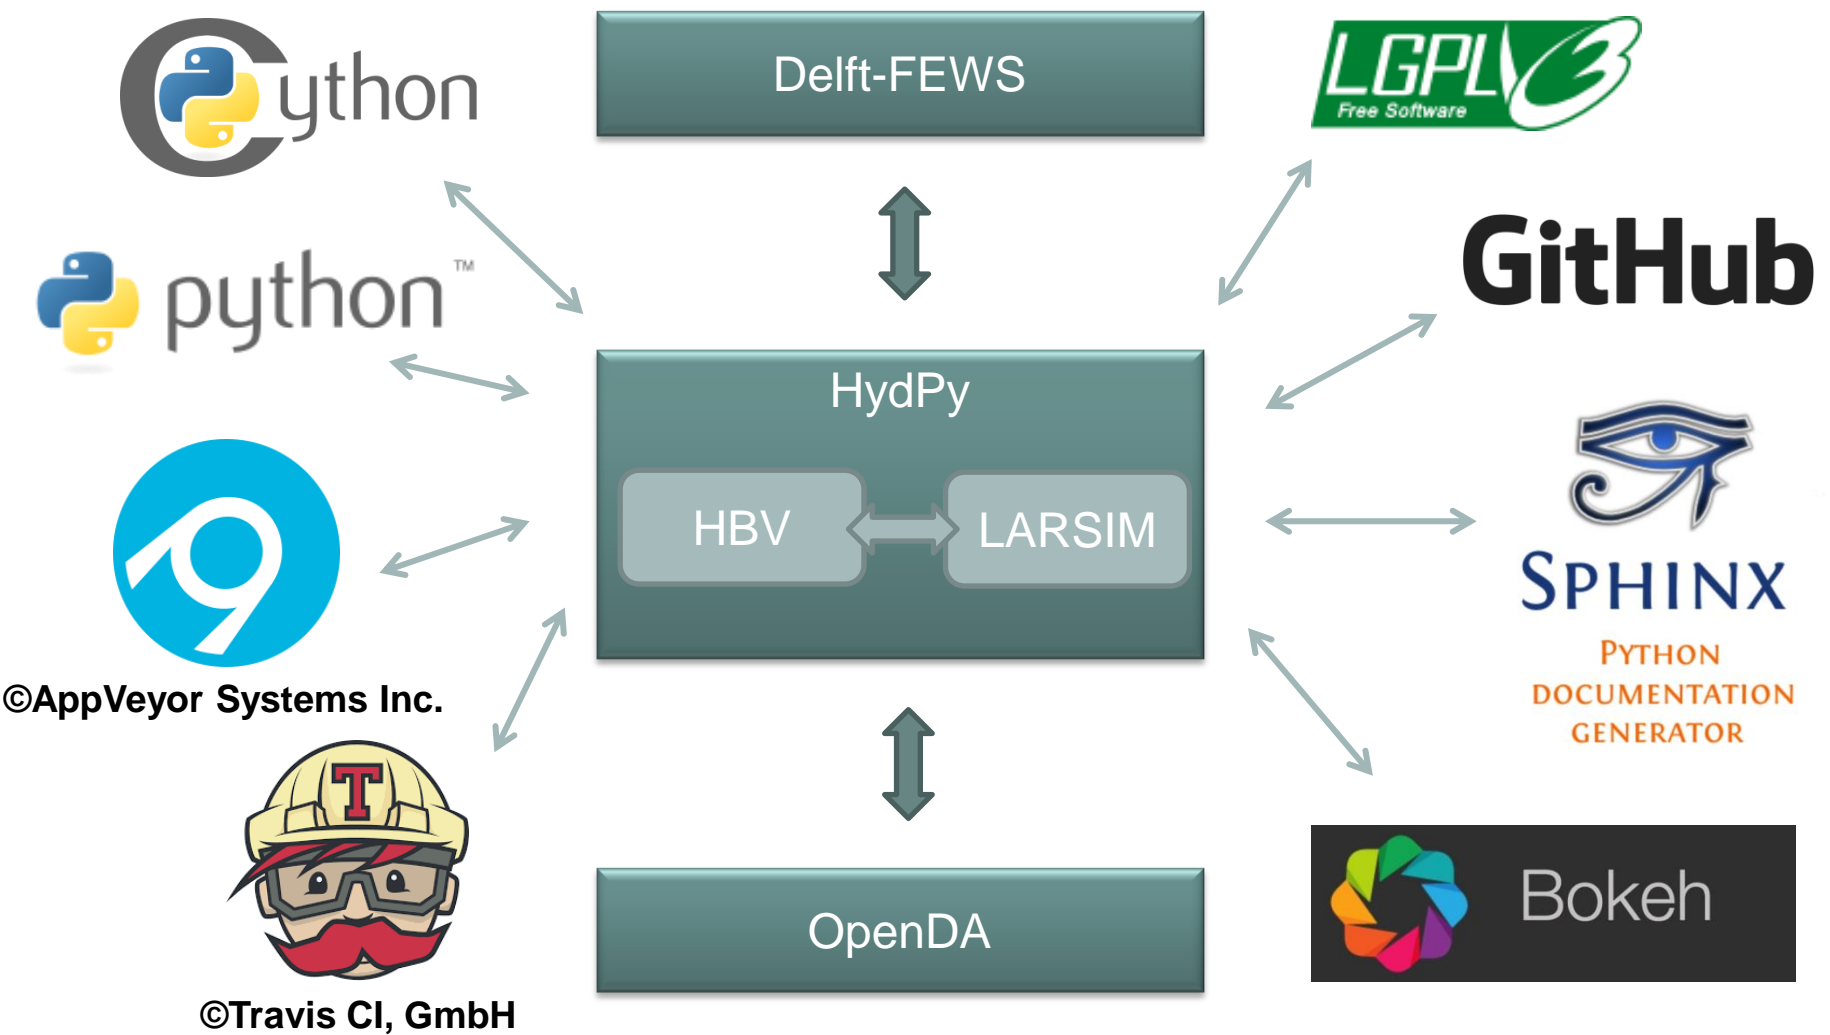 Cython
Delft-FEWS
LGPLV3
Free Software
python™
GitHub
HydPy
HBV
LARSIM
SPHINX
PYTHON
DOCUMENTATION
GENERATOR
©AppVeyor Systems Inc.
T
OpenDA
Bokeh
©Travis CI, GmbH